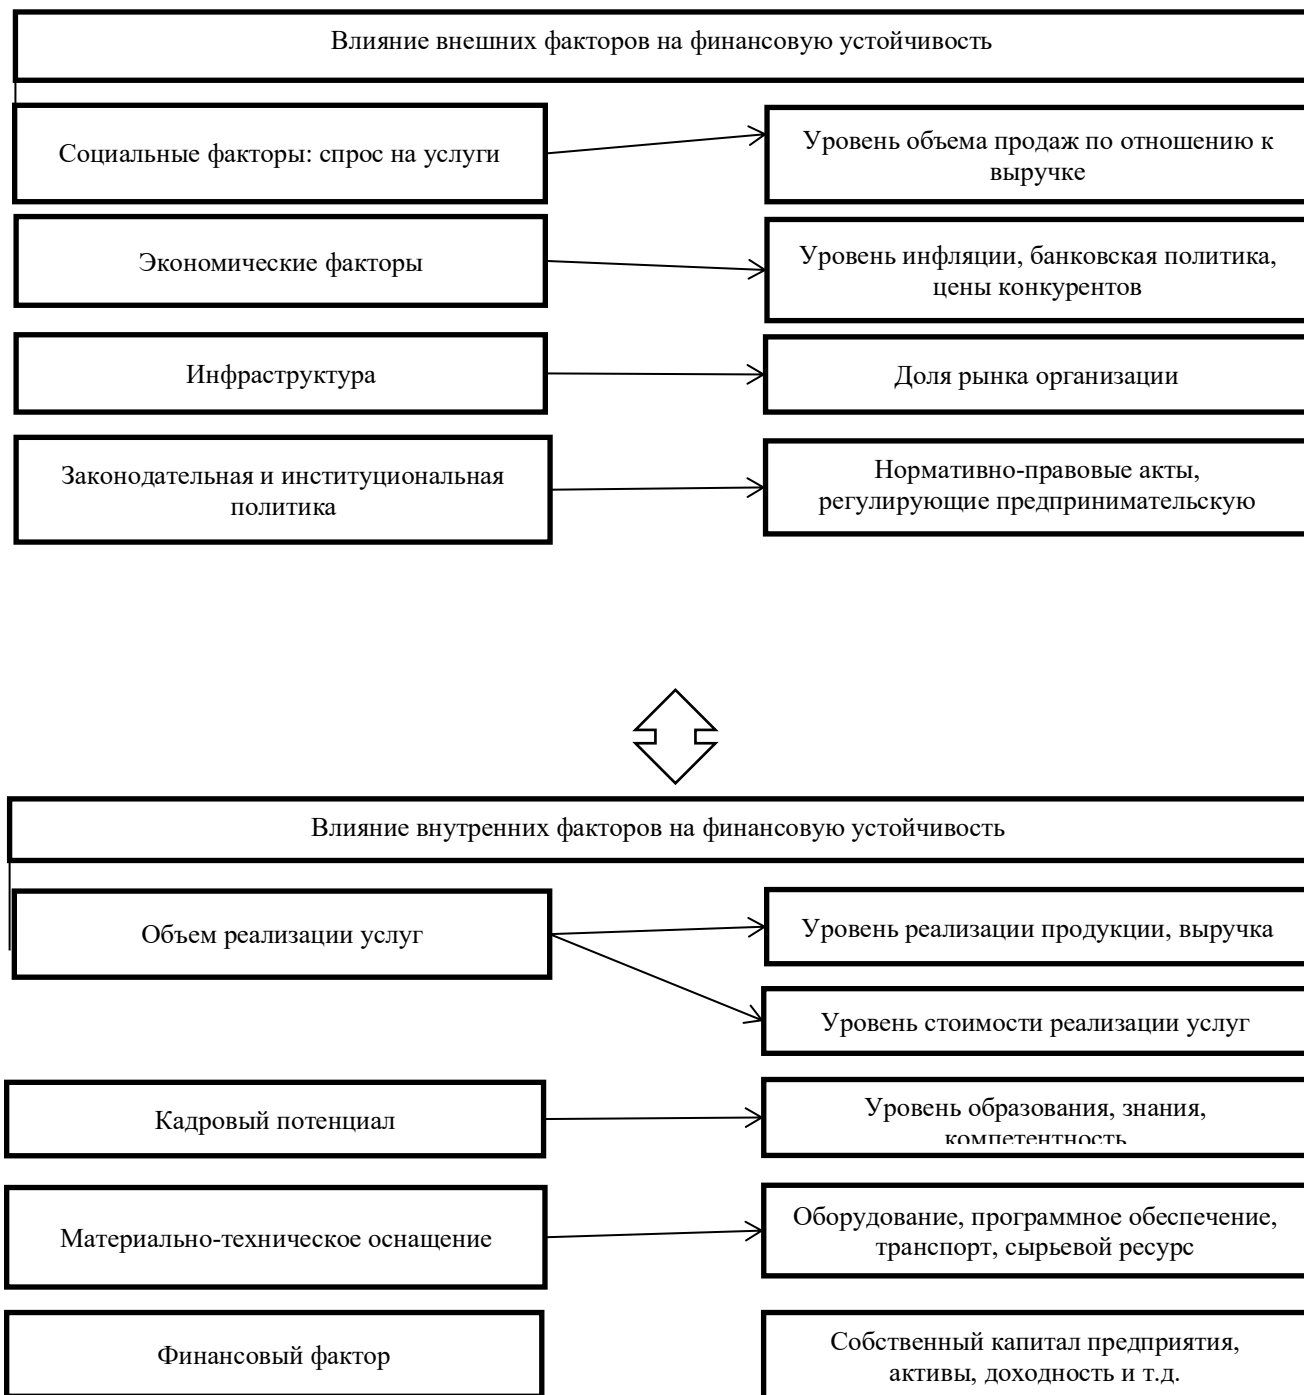 Влияние внешних факторов на финансовую устойчивость
Социальные факторы: спрос на услуги
Уровень объема продаж по отношению к
выручке
Экономические факторы
Уровень инфляции, банковская политика,
цены конкурентов
Инфраструктура
Доля рынка организации
Законодательная и институциональная
политика
Нормативно-правовые акты,
регулирующие предпринимательскую
Влияние внутренних факторов на финансовую устойчивость
Объем реализации услуг
Уровень реализации продукции, выручка
Уровень стоимости реализации услуг
Кадровый потенциал
Уровень образования, знания,
компетентность
Материально-техническое оснащение
Оборудование, программное обеспечение,
транспорт, сырьевой ресурс
Финансовый фактор
Собственный капитал предприятия,
активы, доходность и т.д.